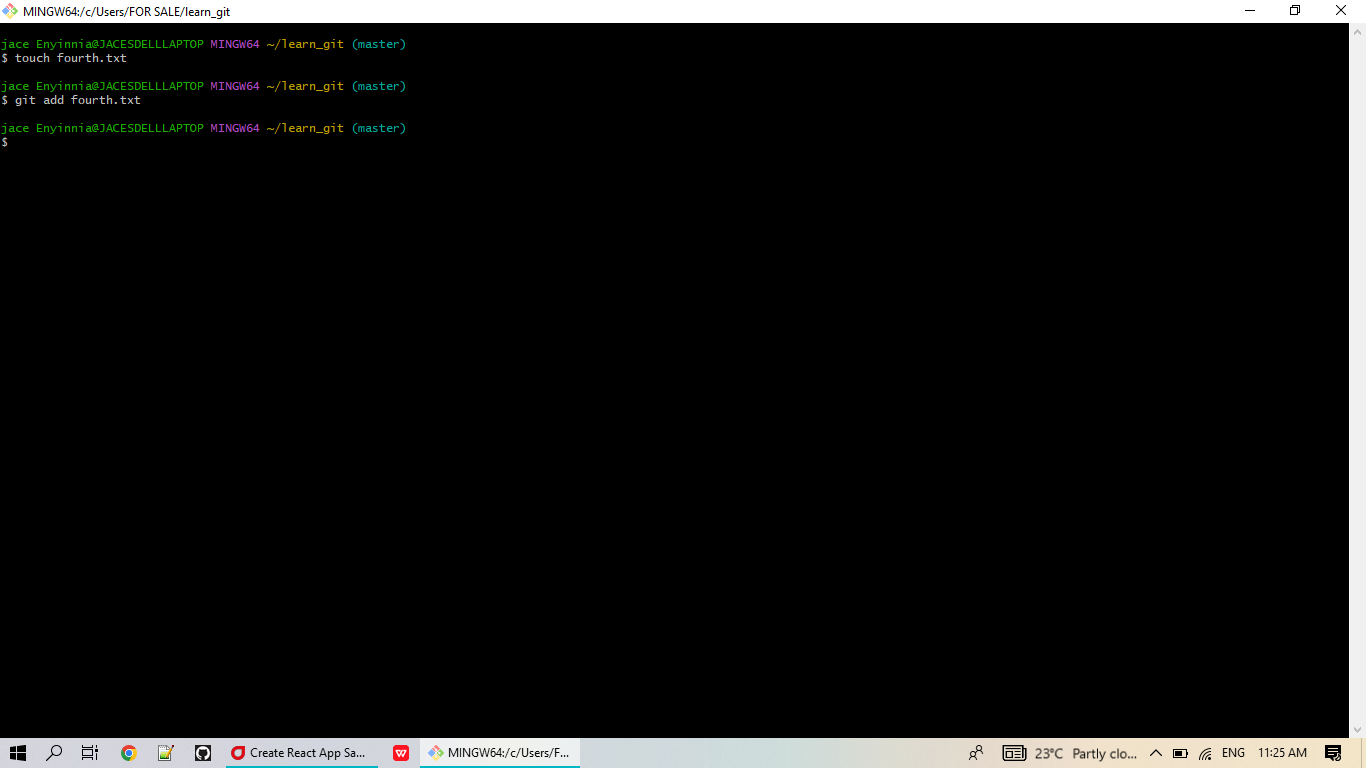 MINGW64:/c/Users/FOR SALE/learn_git
jace Enyinnia@JACESDELLLAPTOP MINGW64 ~/learn_git (master)
$ touch fourth.txt
jace Enyinnia@JACESDELLLAPTOP MINGW64 ~/learn_git (master)
$ git add fourth.txt
jace Enyinnia@JACESDELLLAPTOP MINGW64 ~/learn_git (master)
$
Create React App Sa... W MINGW64:/c/Users/F... 23°C Partly clo... ENG 11:25 AM